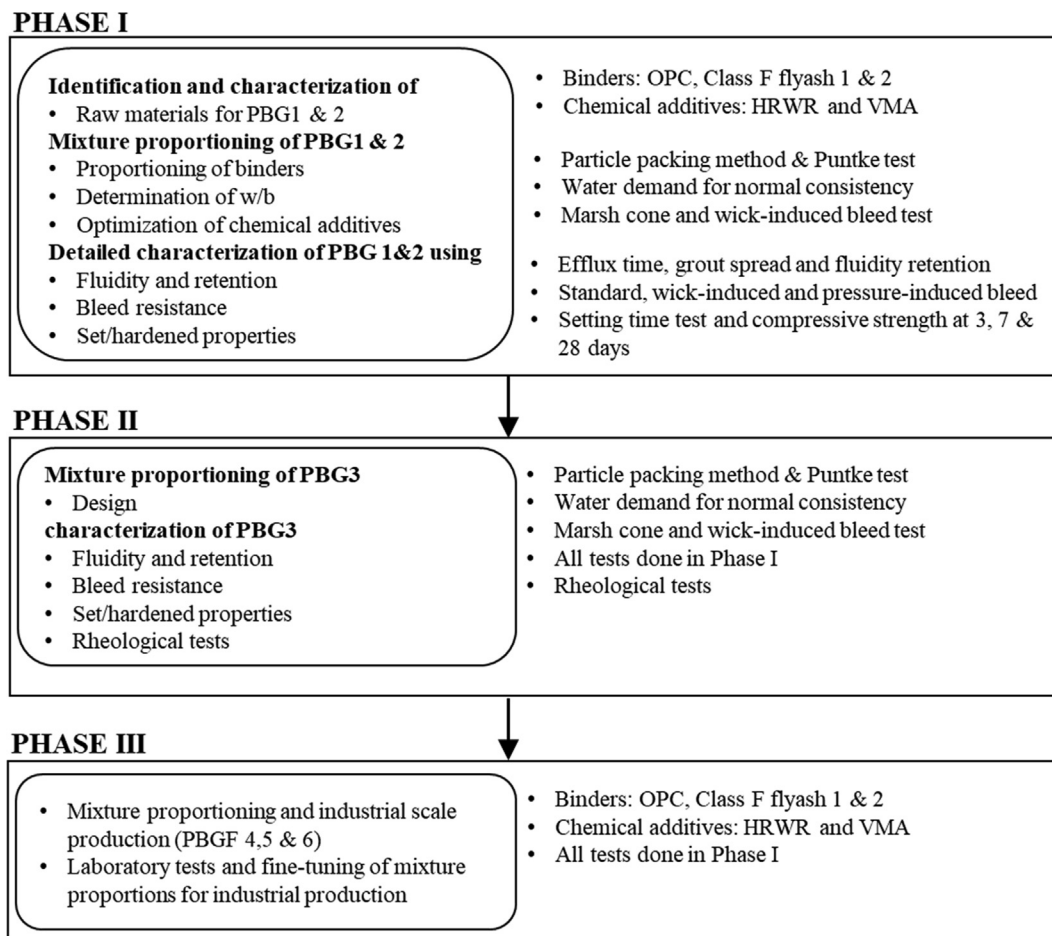 PHASE I
Identification and characterization of
• Raw materials for PBG1 & 2
Mixture proportioning of PBG1 & 2
• Proportioning of binders
• Determination of w/b
• Optimization of chemical additives
Detailed characterization of PBG 1&2 using
• Fluidity and retention
• Bleed resistance
• Set/hardened properties
• Binders: OPC, Class F flyash 1 & 2
• Chemical additives: HRWR and VMA
• Particle packing method & Puntke test
• Water demand for normal consistency
• Marsh cone and wick-induced bleed test
• Efflux time, grout spread and fluidity retention
• Standard, wick-induced and pressure-induced bleed
• Setting time test and compressive strength at 3, 7 &
28 days
PHASE II
Mixture proportioning of PBG3
• Design
characterization of PBG3
• Fluidity and retention
• Bleed resistance
• Set/hardened properties
• Rheological tests
• Particle packing method & Puntke test
• Water demand for normal consistency
• Marsh cone and wick-induced bleed test
• All tests done in Phase I
• Rheological tests
PHASE III
• Mixture proportioning and industrial scale
production (PBGF 4,5 & 6)
• Laboratory tests and fine-tuning of mixture
proportions for industrial production
• Binders: OPC, Class F flyash 1 & 2
• Chemical additives: HRWR and VMA
• All tests done in Phase I